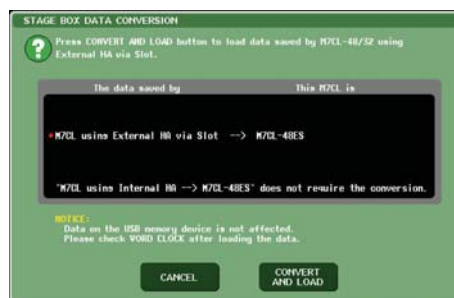 STAGE BOX DATA CONVERSION
Press CONVERT AND LOAD button to load data saved by M7CL-48/32 using
External HA via Slot.
The data saved by This M7CL is
*M7CL using External HA via Slot --> M7CL-48ES
"M7CL using Internal HA --> M7CL-48ES" does not require the conversion.
NOTICE:
Data on the USB memory device is not affected.
Please check WORD CLOCK after loading the data.
CANCEL
CONVERT
AND LOAD